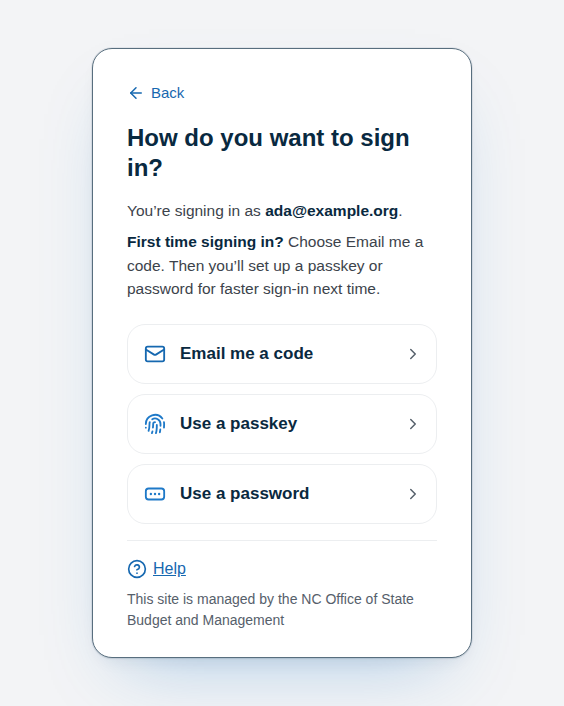 Back
How do you want to sign
in?
You’re signing in as ada@example.org.
First time signing in? Choose Email me a
code. Then you’ll set up a passkey or
password for faster sign-in next time.
Email me a code
Use a passkey
Use a password
Help
This site is managed by the NC Office of State
Budget and Management